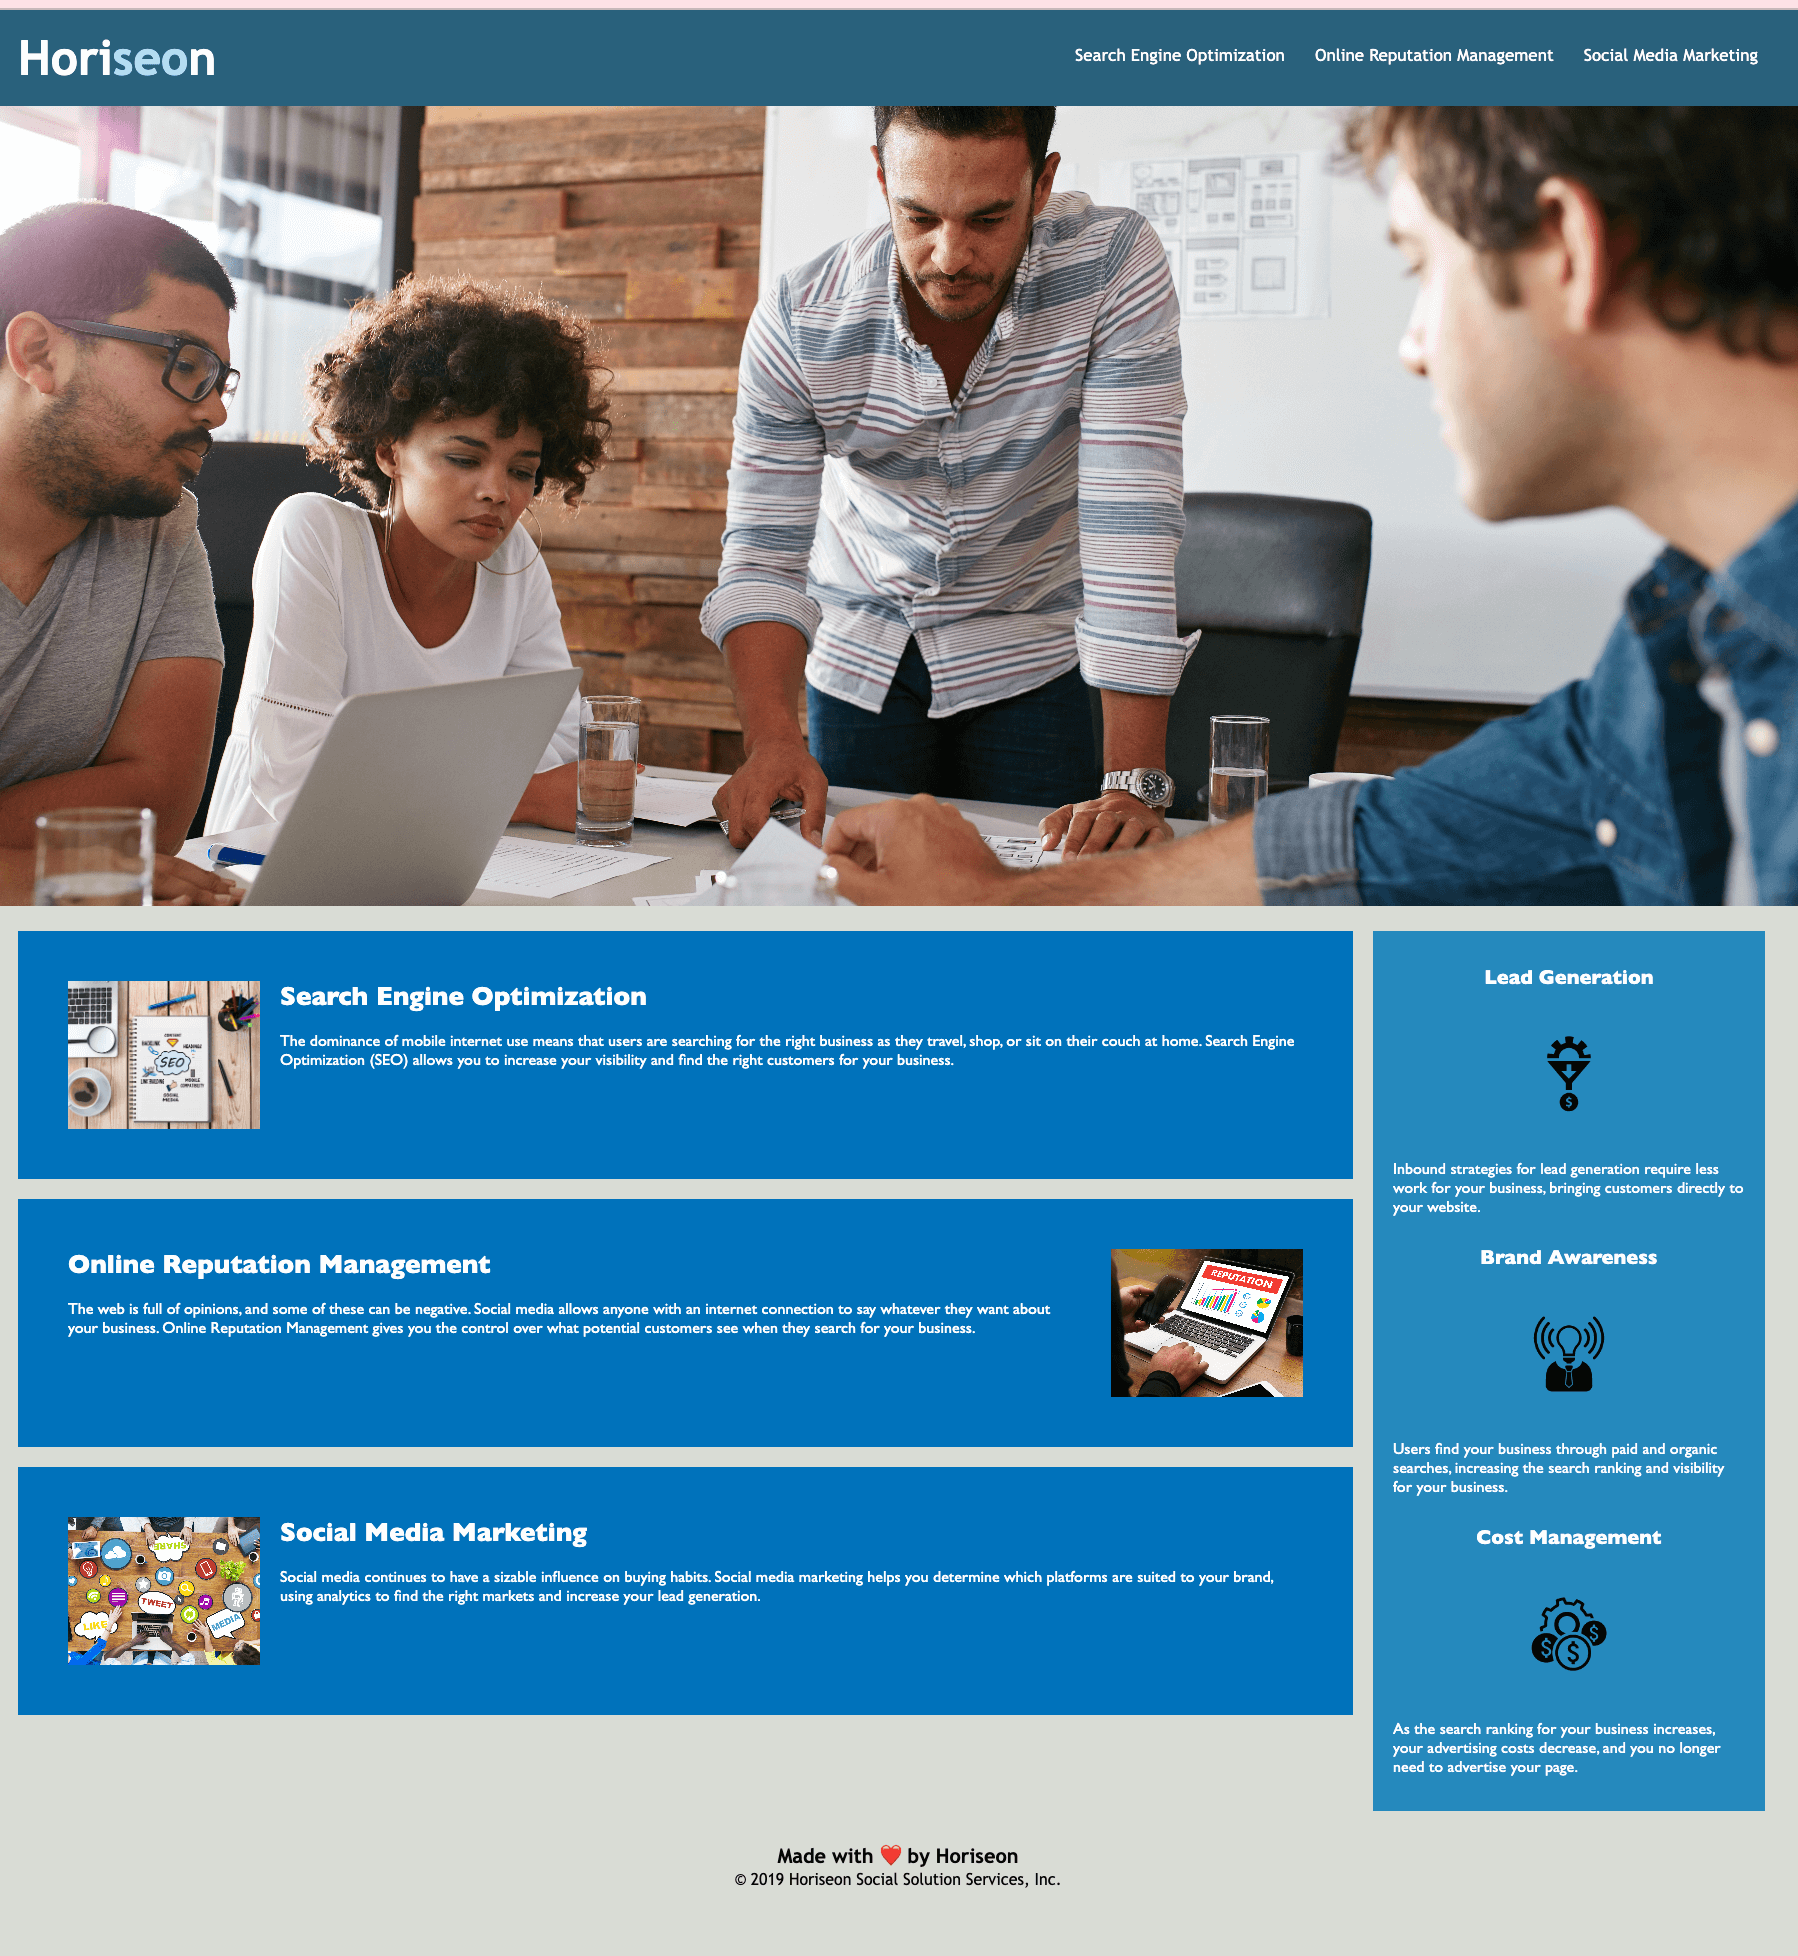 Horiseon
Search Engine Optimization
Online Reputation Management
Social Media Marketing
SEO
Search Engine Optimization
The dominance of mobile internet use means that users are searching for the right business as they travel, shop, or sit on their couch at home. Search Engine
Optimization (SEO) allows you to increase your visibility and find the right customers for your business.
Online Reputation Management
The web is full of opinions, and some of these can be negative. Social media allows anyone with an internet connection to say whatever they want about
your business. Online Reputation Management gives you the control over what potential customers see when they search for your business.
REPUTATION
SHARE
TWEET
LIKE
MEDIA
Social Media Marketing
Social media continues to have a sizable influence on buying habits. Social media marketing helps you determine which platforms are suited to your brand,
using analytics to find the right markets and increase your lead generation.
Lead Generation
$
Inbound strategies for lead generation require less
work for your business, bringing customers directly to
your website.
Brand Awareness
Users find your business through paid and organic
searches, increasing the search ranking and visibility
for your business.
Cost Management
$ $ $
As the search ranking for your business increases,
your advertising costs decrease, and you no longer
need to advertise your page.
Made with ❤️ by Horiseon
© 2019 Horiseon Social Solution Services, Inc.